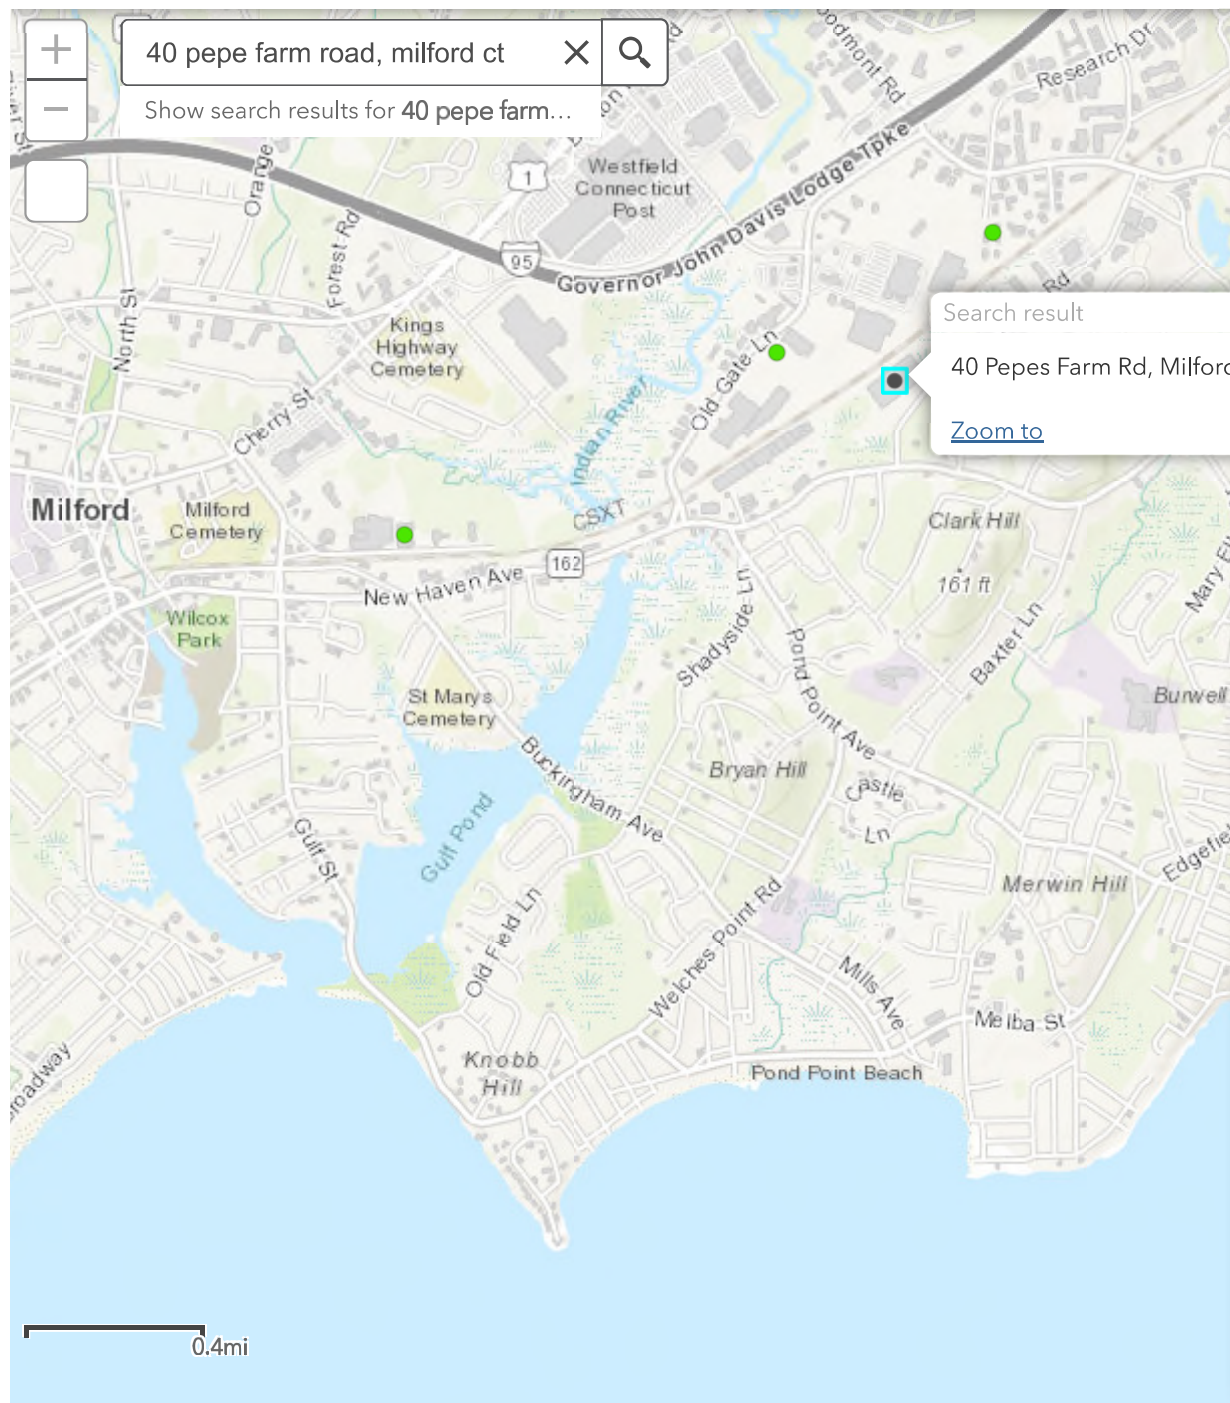 40 pepe farm road, milford ct
Show search results for 40 pepe farm...
Research Dr
Orange
Westfield
Connecticut
Post
1
Forest Rd
95
Governor John Davis Lodge Tpke
North St
Kings
Highway
Cemetery
Rd
Search result
40 Pepes Farm Rd, Milford
Zoom to
Old Gate Ln
Cherry St
Indian River
Milford
Milford
Cemetery
CSXT
Clark Hill
161 ft
162
New Haven Ave
Wilcox
Park
Shadyside Ln
Pond Point Ave
Baxter Ln
St Marys
Cemetery
Burwell
Buckingham Ave
Bryan Hill
Castle
Ln
Gulf Pond
Gulf St
Merwin Hill
Old Field Ln
Welches Point Rd
Mills Ave
Melba St
Knobb
Hill
Pond Point Beach
0.4mi